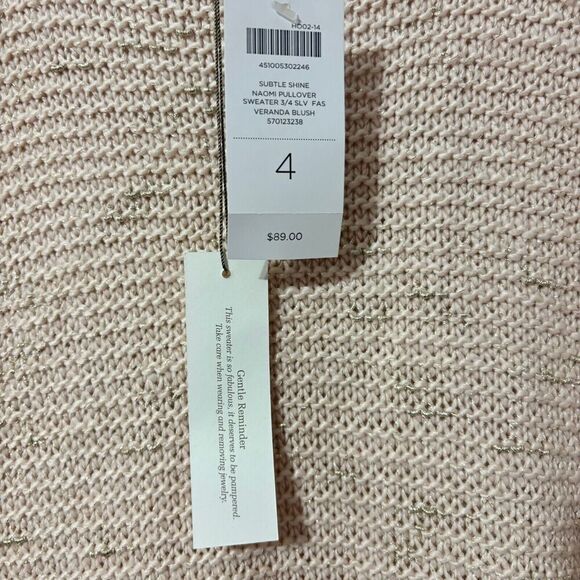 H002-14
451005302246
SUBTLE SHINE
NAOMI PULLOVER
SWEATER 3/4 SLV FAS
VERANDA BLUSH
570123238
4
$89.00
Gentle Reminder
This sweater is so fabulous, it deserves to be pampered.
Take care when wearing and removing jewelry.